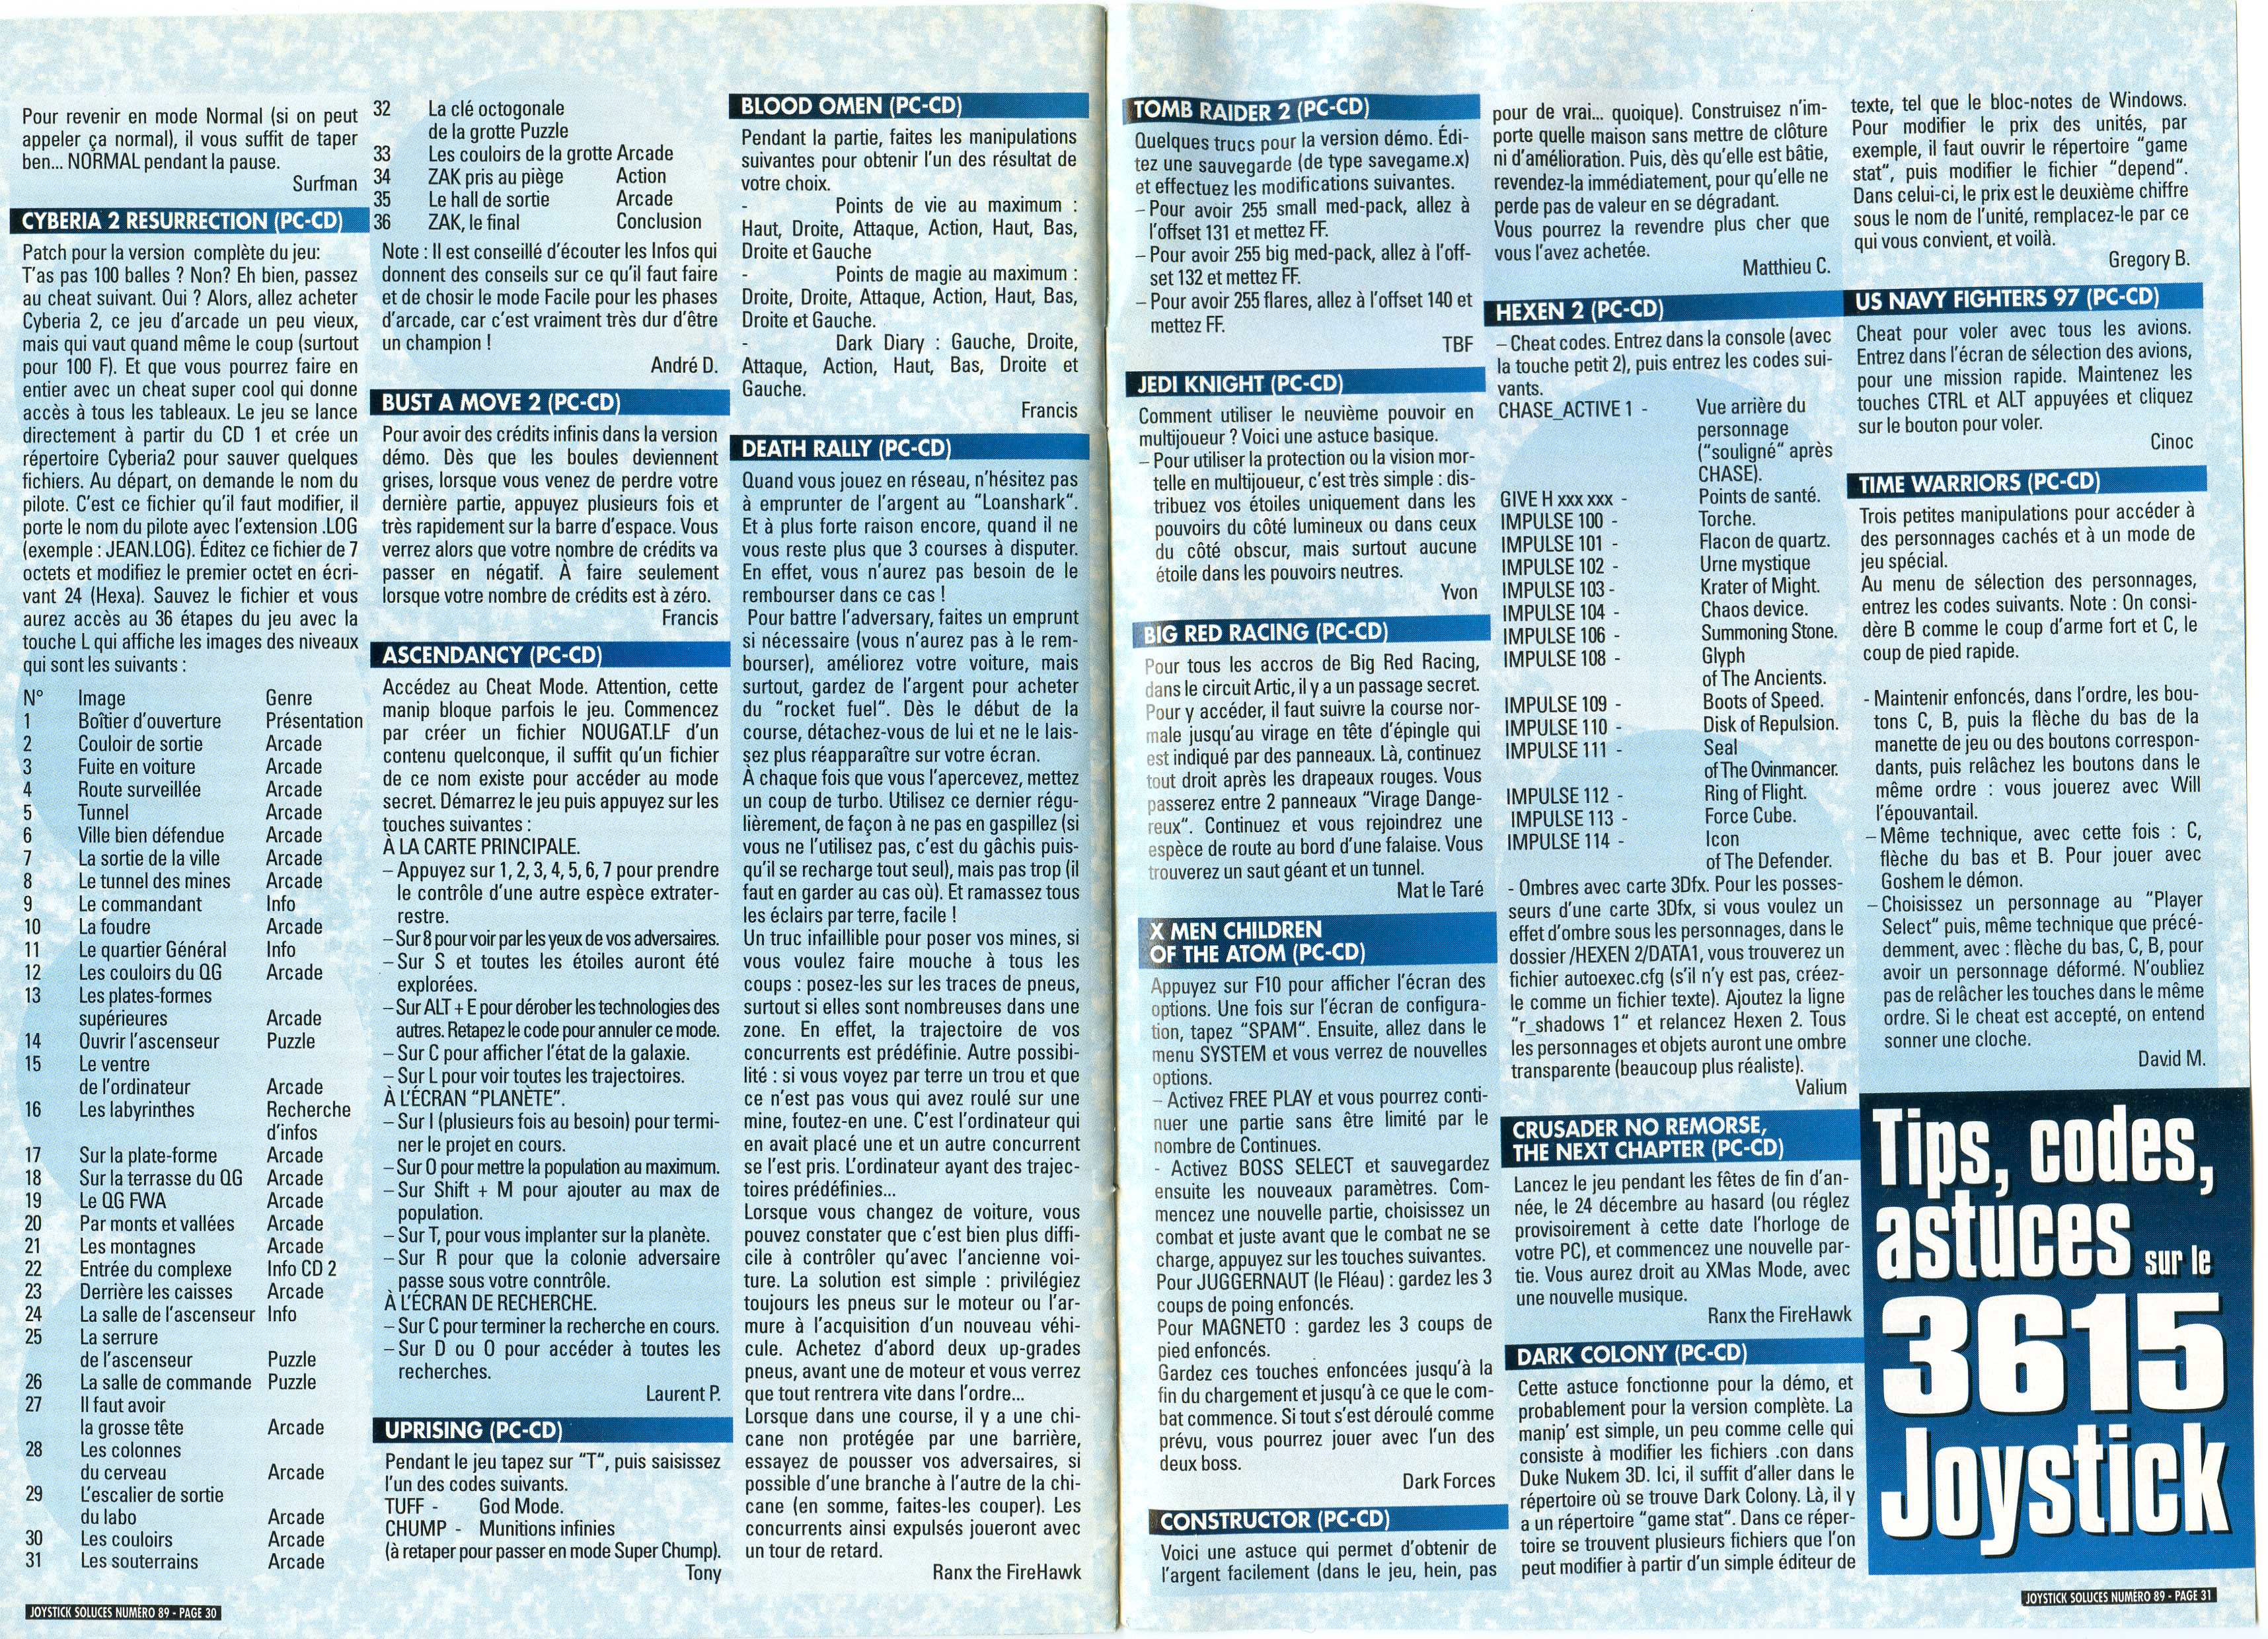 Pour revenir en mode Normal (si on peut
appeler ça normal), il vous suffit de taper
ben... NORMAL pendant la pause.
Surfman
CYBERIA 2 RESURRECTION (PC-CD)
Patch pour la version complète du jeu:
T'as pas 100 balles ? Non? Eh bien, passez
au cheat suivant. Oui ? Alors, allez acheter
Cyberia 2, ce jeu d'arcade un peu vieux,
mais qui vaut quand même le coup (surtout
pour 100 F). Et que vous pourrez faire en
entier avec un cheat super cool qui donne
accès à tous les tableaux. Le jeu se lance
directement à partir du CD 1 et crée un
répertoire Cyberia2 pour sauver quelques
fichiers. Au départ, on demande le nom du
pilote. C'est ce fichier qu'il faut modifier, il
porte le nom du pilote avec l'extension .LOG
(exemple : JEAN.LOG). Éditez ce fichier de 7
octets et modifiez le premier octet en écri-
vant 24 (Hexa). Sauvez le fichier et vous
aurez accès au 36 étapes du jeu avec la
touche L qui affiche les images des niveaux
qui sont les suivants :
N° Image Genre
1 Boîtier d'ouverture Présentation
2 Couloir de sortie Arcade
3 Fuite en voiture Arcade
4 Route surveillée Arcade
5 Tunnel Arcade
6 Ville bien défendue Arcade
7 La sortie de la ville Arcade
8 Le tunnel des mines Arcade
9 Le commandant Info
10 La foudre Arcade
11 Le quartier Général Info
12 Les couloirs du QG Arcade
13 Les plates-formes
supérieures Arcade
14 Ouvrir l'ascenseur Puzzle
15 Le ventre
de l'ordinateur Arcade
16 Les labyrinthes Recherche
d'infos
17 Sur la plate-forme Arcade
18 Sur la terrasse du QG Arcade
19 Le QG FWA Arcade
20 Par monts et vallées Arcade
21 Les montagnes Arcade
22 Entrée du complexe Info CD 2
23 Derrière les caisses Arcade
24 La salle de l'ascenseur Info
25 La serrure
de l'ascenseur Puzzle
26 La salle de commande Puzzle
27 Il faut avoir
la grosse tête Arcade
28 Les colonnes
du cerveau Arcade
29 L'escalier de sortie
du labo Arcade
30 Les couloirs Arcade
31 Les souterrains Arcade
32 La clé octogonale
de la grotte Puzzle
33 Les couloirs de la grotte Arcade
34 ZAK pris au piège Action
35 Le hall de sortie Arcade
36 ZAK, le final Conclusion
Note : Il est conseillé d'écouter les Infos qui
donnent des conseils sur ce qu'il faut faire
et de chosir le mode Facile pour les phases
d'arcade, car c'est vraiment très dur d'être
un champion !
André D.
BUST A MOVE 2 (PC-CD)
Pour avoir des crédits infinis dans la version
démo. Dès que les boules deviennent
grises, lorsque vous venez de perdre votre
dernière partie, appuyez plusieurs fois et
très rapidement sur la barre d'espace. Vous
verrez alors que votre nombre de crédits va
passer en négatif. À faire seulement
lorsque votre nombre de crédits est à zéro.
Francis
ASCENDANCY (PC-CD)
Accédez au Cheat Mode. Attention, cette
manip bloque parfois le jeu. Commencez
par créer un fichier NOUGAT.LF d'un
contenu quelconque, il suffit qu'un fichier
de ce nom existe pour accéder au mode
secret. Démarrez le jeu puis appuyez sur les
touches suivantes :
À LA CARTE PRINCIPALE.
– Appuyez sur 1, 2, 3, 4, 5, 6, 7 pour prendre
le contrôle d'une autre espèce extrater-
restre.
– Sur 8 pour voir par les yeux de vos adversaires.
– Sur S et toutes les étoiles auront été
explorées.
– Sur ALT + E pour dérober les technologies des
autres. Retapez le code pour annuler ce mode.
– Sur C pour afficher l'état de la galaxie.
– Sur L pour voir toutes les trajectoires.
À L'ÉCRAN "PLANÈTE".
– Sur I (plusieurs fois au besoin) pour termi-
ner le projet en cours.
– Sur O pour mettre la population au maximum.
– Sur Shift + M pour ajouter au max de
population.
– Sur T, pour vous implanter sur la planète.
– Sur R pour que la colonie adversaire
passe sous votre conntrôle.
À L'ÉCRAN DE RECHERCHE.
– Sur C pour terminer la recherche en cours.
– Sur D ou O pour accéder à toutes les
recherches.
Laurent P.
UPRISING (PC-CD)
Pendant le jeu tapez sur "T", puis saisissez
l'un des codes suivants.
TUFF - God Mode.
CHUMP - Munitions infinies
(à retaper pour passer en mode Super Chump).
Tony
BLOOD OMEN (PC-CD)
Pendant la partie, faites les manipulations
suivantes pour obtenir l'un des résultat de
votre choix.
- Points de vie au maximum :
Haut, Droite, Attaque, Action, Haut, Bas,
Droite et Gauche
- Points de magie au maximum :
Droite, Droite, Attaque, Action, Haut, Bas,
Droite et Gauche.
- Dark Diary : Gauche, Droite,
Attaque, Action, Haut, Bas, Droite et
Gauche.
Francis
DEATH RALLY (PC-CD)
Quand vous jouez en réseau, n'hésitez pas
à emprunter de l'argent au "Loanshark".
Et à plus forte raison encore, quand il ne
vous reste plus que 3 courses à disputer.
En effet, vous n'aurez pas besoin de le
rembourser dans ce cas !
Pour battre l'adversary, faites un emprunt
si nécessaire (vous n'aurez pas à le rem-
bourser), améliorez votre voiture, mais
surtout, gardez de l'argent pour acheter
du "rocket fuel". Dès le début de la
course, détachez-vous de lui et ne le lais-
sez plus réapparaître sur votre écran.
À chaque fois que vous l'apercevez, mettez
un coup de turbo. Utilisez ce dernier régu-
lièrement, de façon à ne pas en gaspillez (si
vous ne l'utilisez pas, c'est du gâchis puis-
qu'il se recharge tout seul), mais pas trop (il
faut en garder au cas où). Et ramassez tous
les éclairs par terre, facile !
Un truc infaillible pour poser vos mines, si
vous voulez faire mouche à tous les
coups : posez-les sur les traces de pneus,
surtout si elles sont nombreuses dans une
zone. En effet, la trajectoire de vos
concurrents est prédéfinie. Autre possibi-
lité : si vous voyez par terre un trou et que
ce n'est pas vous qui avez roulé sur une
mine, foutez-en une. C'est l'ordinateur qui
en avait placé une et un autre concurrent
se l'est pris. L'ordinateur ayant des trajec-
toires prédéfinies...
Lorsque vous changez de voiture, vous
pouvez constater que c'est bien plus diffi-
cile à contrôler qu'avec l'ancienne voi-
ture. La solution est simple : privilégiez
toujours les pneus sur le moteur ou l'ar-
mure à l'acquisition d'un nouveau véhi-
cule. Achetez d'abord deux up-grades
pneus, avant une de moteur et vous verrez
que tout rentrera vite dans l'ordre...
Lorsque dans une course, il y a une chi-
cane non protégée par une barrière,
essayez de pousser vos adversaires, si
possible d'une branche à l'autre de la chi-
cane (en somme, faites-les couper). Les
concurrents ainsi expulsés joueront avec
un tour de retard.
Ranx the FireHawk
JOYSTICK SOLUCES NUMÉRO 89 - PAGE 30
TOMB RAIDER 2 (PC-CD)
Quelques trucs pour la version démo. Édi-
tez une sauvegarde (de type savegame.x)
et effectuez les modifications suivantes.
– Pour avoir 255 small med-pack, allez à
l'offset 131 et mettez FF.
– Pour avoir 255 big med-pack, allez à l'off-
set 132 et mettez FF.
– Pour avoir 255 flares, allez à l'offset 140 et
mettez FF.
TBF
JEDI KNIGHT (PC-CD)
Comment utiliser le neuvième pouvoir en
multijoueur ? Voici une astuce basique.
– Pour utiliser la protection ou la vision mor-
telle en multijoueur, c'est très simple : dis-
tribuez vos étoiles uniquement dans les
pouvoirs du côté lumineux ou dans ceux
du côté obscur, mais surtout aucune
étoile dans les pouvoirs neutres.
Yvon
BIG RED RACING (PC-CD)
Pour tous les accros de Big Red Racing,
dans le circuit Artic, il y a un passage secret.
Pour y accéder, il faut suivre la course nor-
male jusqu'au virage en tête d'épingle qui
est indiqué par des panneaux. Là, continuez
tout droit après les drapeaux rouges. Vous
passerez entre 2 panneaux "Virage Dange-
reux". Continuez et vous rejoindrez une
espèce de route au bord d'une falaise. Vous
trouverez un saut géant et un tunnel.
Mat le Taré
X MEN CHILDREN
OF THE ATOM (PC-CD)
Appuyez sur F10 pour afficher l'écran des
options. Une fois sur l'écran de configura-
tion, tapez "SPAM". Ensuite, allez dans le
menu SYSTEM et vous verrez de nouvelles
options.
– Activez FREE PLAY et vous pourrez conti-
nuer une partie sans être limité par le
nombre de Continues.
- Activez BOSS SELECT et sauvegardez
ensuite les nouveaux paramètres. Com-
mencez une nouvelle partie, choisissez un
combat et juste avant que le combat ne se
charge, appuyez sur les touches suivantes.
Pour JUGGERNAUT (le Fléau) : gardez les 3
coups de poing enfoncés.
Pour MAGNETO : gardez les 3 coups de
pied enfoncés.
Gardez ces touches enfoncées jusqu'à la
fin du chargement et jusqu'à ce que le com-
bat commence. Si tout s'est déroulé comme
prévu, vous pourrez jouer avec l'un des
deux boss.
Dark Forces
CONSTRUCTOR (PC-CD)
Voici une astuce qui permet d'obtenir de
l'argent facilement (dans le jeu, hein, pas
pour de vrai... quoique). Construisez n'im-
porte quelle maison sans mettre de clôture
ni d'amélioration. Puis, dès qu'elle est bâtie,
revendez-la immédiatement, pour qu'elle ne
perde pas de valeur en se dégradant.
Vous pourrez la revendre plus cher que
vous l'avez achetée.
Matthieu C.
HEXEN 2 (PC-CD)
– Cheat codes. Entrez dans la console (avec
la touche petit 2), puis entrez les codes sui-
vants.
CHASE_ACTIVE 1 - Vue arrière du
personnage
("souligné" après
CHASE).
GIVE H xxx xxx - Points de santé.
IMPULSE 100 - Torche.
IMPULSE 101 - Flacon de quartz.
IMPULSE 102 - Urne mystique
IMPULSE 103 - Krater of Might.
IMPULSE 104 - Chaos device.
IMPULSE 106 - Summoning Stone.
IMPULSE 108 - Glyph
of The Ancients.
IMPULSE 109 - Boots of Speed.
IMPULSE 110 - Disk of Repulsion.
IMPULSE 111 - Seal
of The Ovinmancer.
IMPULSE 112 - Ring of Flight.
IMPULSE 113 - Force Cube.
IMPULSE 114 - Icon
of The Defender.
- Ombres avec carte 3Dfx. Pour les posses-
seurs d'une carte 3Dfx, si vous voulez un
effet d'ombre sous les personnages, dans le
dossier /HEXEN 2/DATA1, vous trouverez un
fichier autoexec.cfg (s'il n'y est pas, créez-
le comme un fichier texte). Ajoutez la ligne
"r_shadows 1" et relancez Hexen 2. Tous
les personnages et objets auront une ombre
transparente (beaucoup plus réaliste).
Valium
CRUSADER NO REMORSE,
THE NEXT CHAPTER (PC-CD)
Lancez le jeu pendant les fêtes de fin d'an-
née, le 24 décembre au hasard (ou réglez
provisoirement à cette date l'horloge de
votre PC), et commencez une nouvelle par-
tie. Vous aurez droit au XMas Mode, avec
une nouvelle musique.
Ranx the FireHawk
DARK COLONY (PC-CD)
Cette astuce fonctionne pour la démo, et
probablement pour la version complète. La
manip' est simple, un peu comme celle qui
consiste à modifier les fichiers .con dans
Duke Nukem 3D. Ici, il suffit d'aller dans le
répertoire où se trouve Dark Colony. Là, il y
a un répertoire "game stat". Dans ce réper-
toire se trouvent plusieurs fichiers que l'on
peut modifier à partir d'un simple éditeur de
texte, tel que le bloc-notes de Windows.
Pour modifier le prix des unités, par
exemple, il faut ouvrir le répertoire "game
stat", puis modifier le fichier "depend".
Dans celui-ci, le prix est le deuxième chiffre
sous le nom de l'unité, remplacez-le par ce
qui vous convient, et voilà.
Gregory B.
US NAVY FIGHTERS 97 (PC-CD)
Cheat pour voler avec tous les avions.
Entrez dans l'écran de sélection des avions,
pour une mission rapide. Maintenez les
touches CTRL et ALT appuyées et cliquez
sur le bouton pour voler.
Cinoc
TIME WARRIORS (PC-CD)
Trois petites manipulations pour accéder à
des personnages cachés et à un mode de
jeu spécial.
Au menu de sélection des personnages,
entrez les codes suivants. Note : On consi-
dère B comme le coup d'arme fort et C, le
coup de pied rapide.
- Maintenir enfoncés, dans l'ordre, les bou-
tons C, B, puis la flèche du bas de la
manette de jeu ou des boutons correspon-
dants, puis relâchez les boutons dans le
même ordre : vous jouerez avec Will
l'épouvantail.
– Même technique, avec cette fois : C,
flèche du bas et B. Pour jouer avec
Goshem le démon.
– Choisissez un personnage au "Player
Select" puis, même technique que précé-
demment, avec : flèche du bas, C, B, pour
avoir un personnage déformé. N'oubliez
pas de relâcher les touches dans le même
ordre. Si le cheat est accepté, on entend
sonner une cloche.
David M.
Tips, codes,
astuces sur le
3615
Joystick
JOYSTICK SOLUCES NUMÉRO 89 - PAGE 31